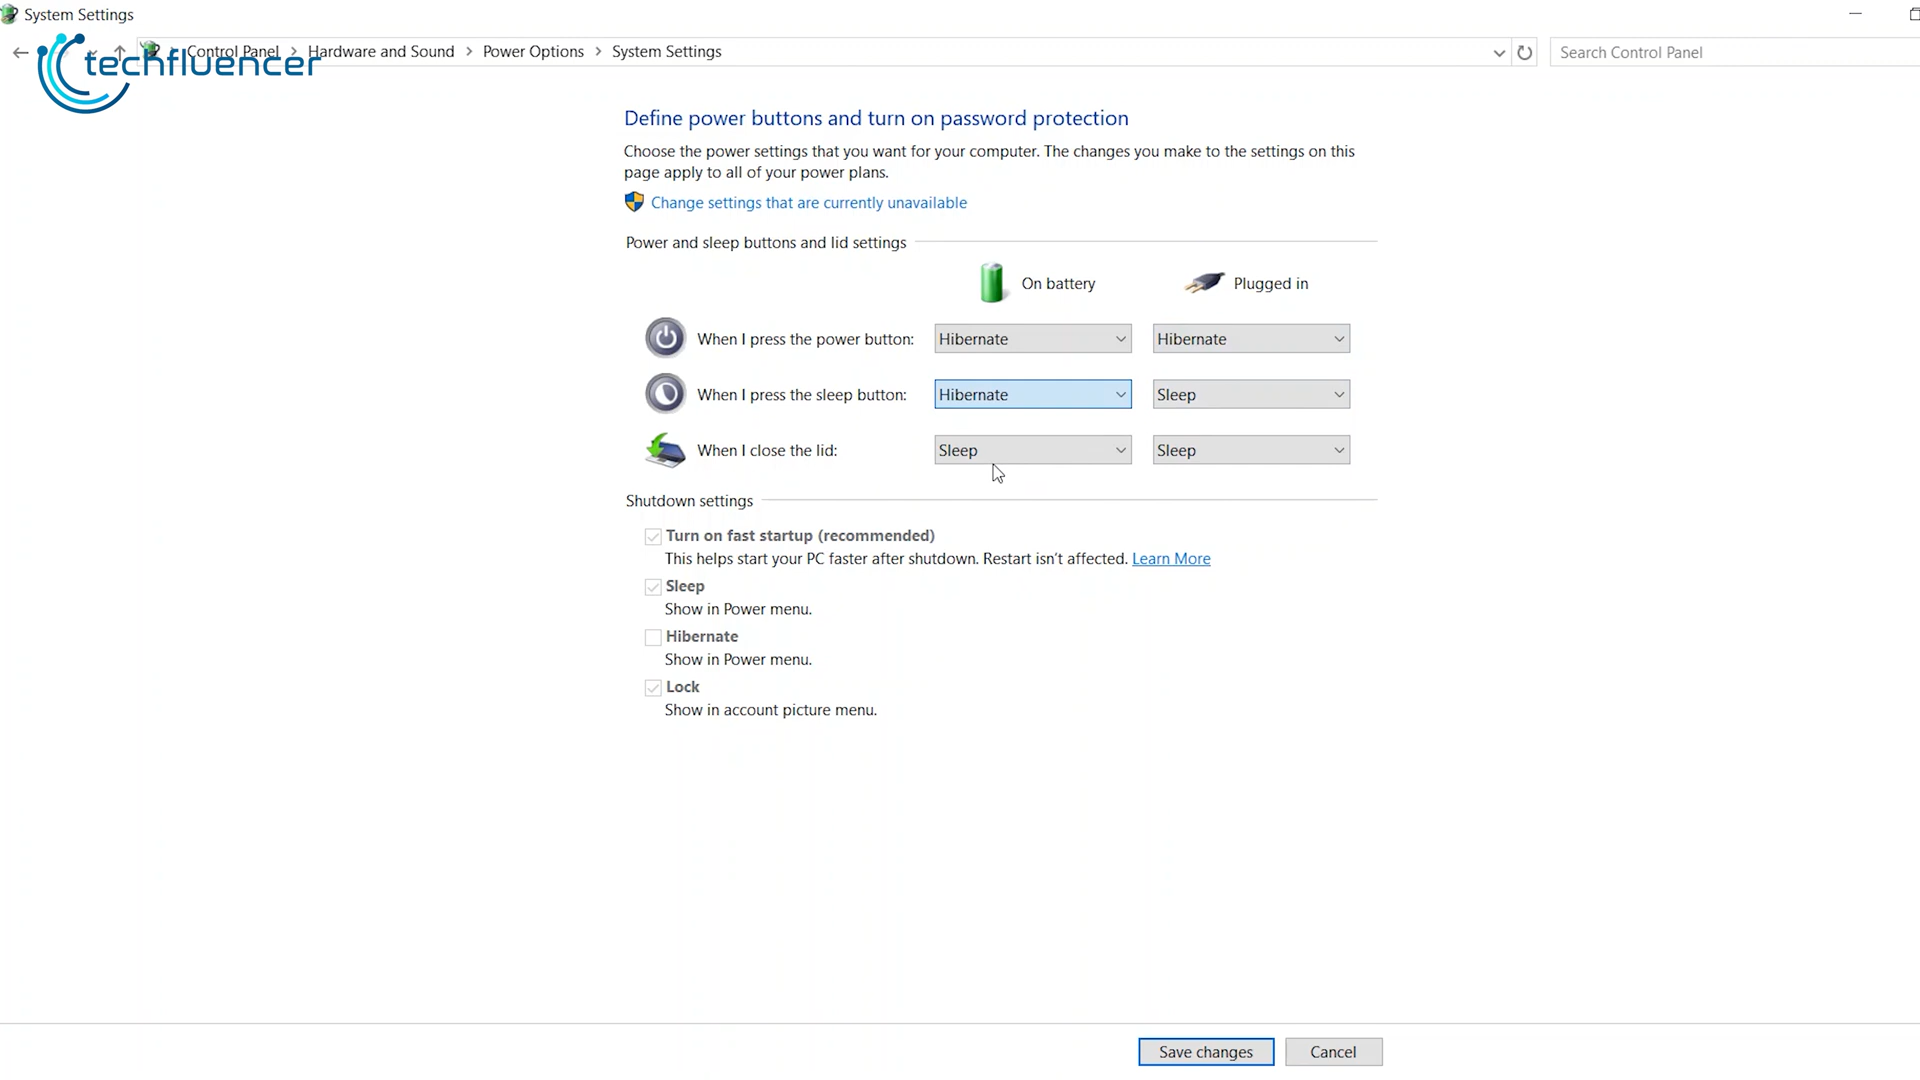 System Settings
Control Panel > Hardware and Sound > Power Options > System Settings
Search Control Panel
techfluencer
Define power buttons and turn on password protection
Choose the power settings that you want for your computer. The changes you make to the settings on this
page apply to all of your power plans.
Change settings that are currently unavailable
Power and sleep buttons and lid settings
On battery
Plugged in
When I press the power button:
Hibernate
Hibernate
When I press the sleep button:
Hibernate
Sleep
When I close the lid:
Sleep
Sleep
Shutdown settings
Turn on fast startup (recommended)
This helps start your PC faster after shutdown. Restart isn't affected. Learn More
Sleep
Show in Power menu.
Hibernate
Show in Power menu.
Lock
Show in account picture menu.
Save changes
Cancel